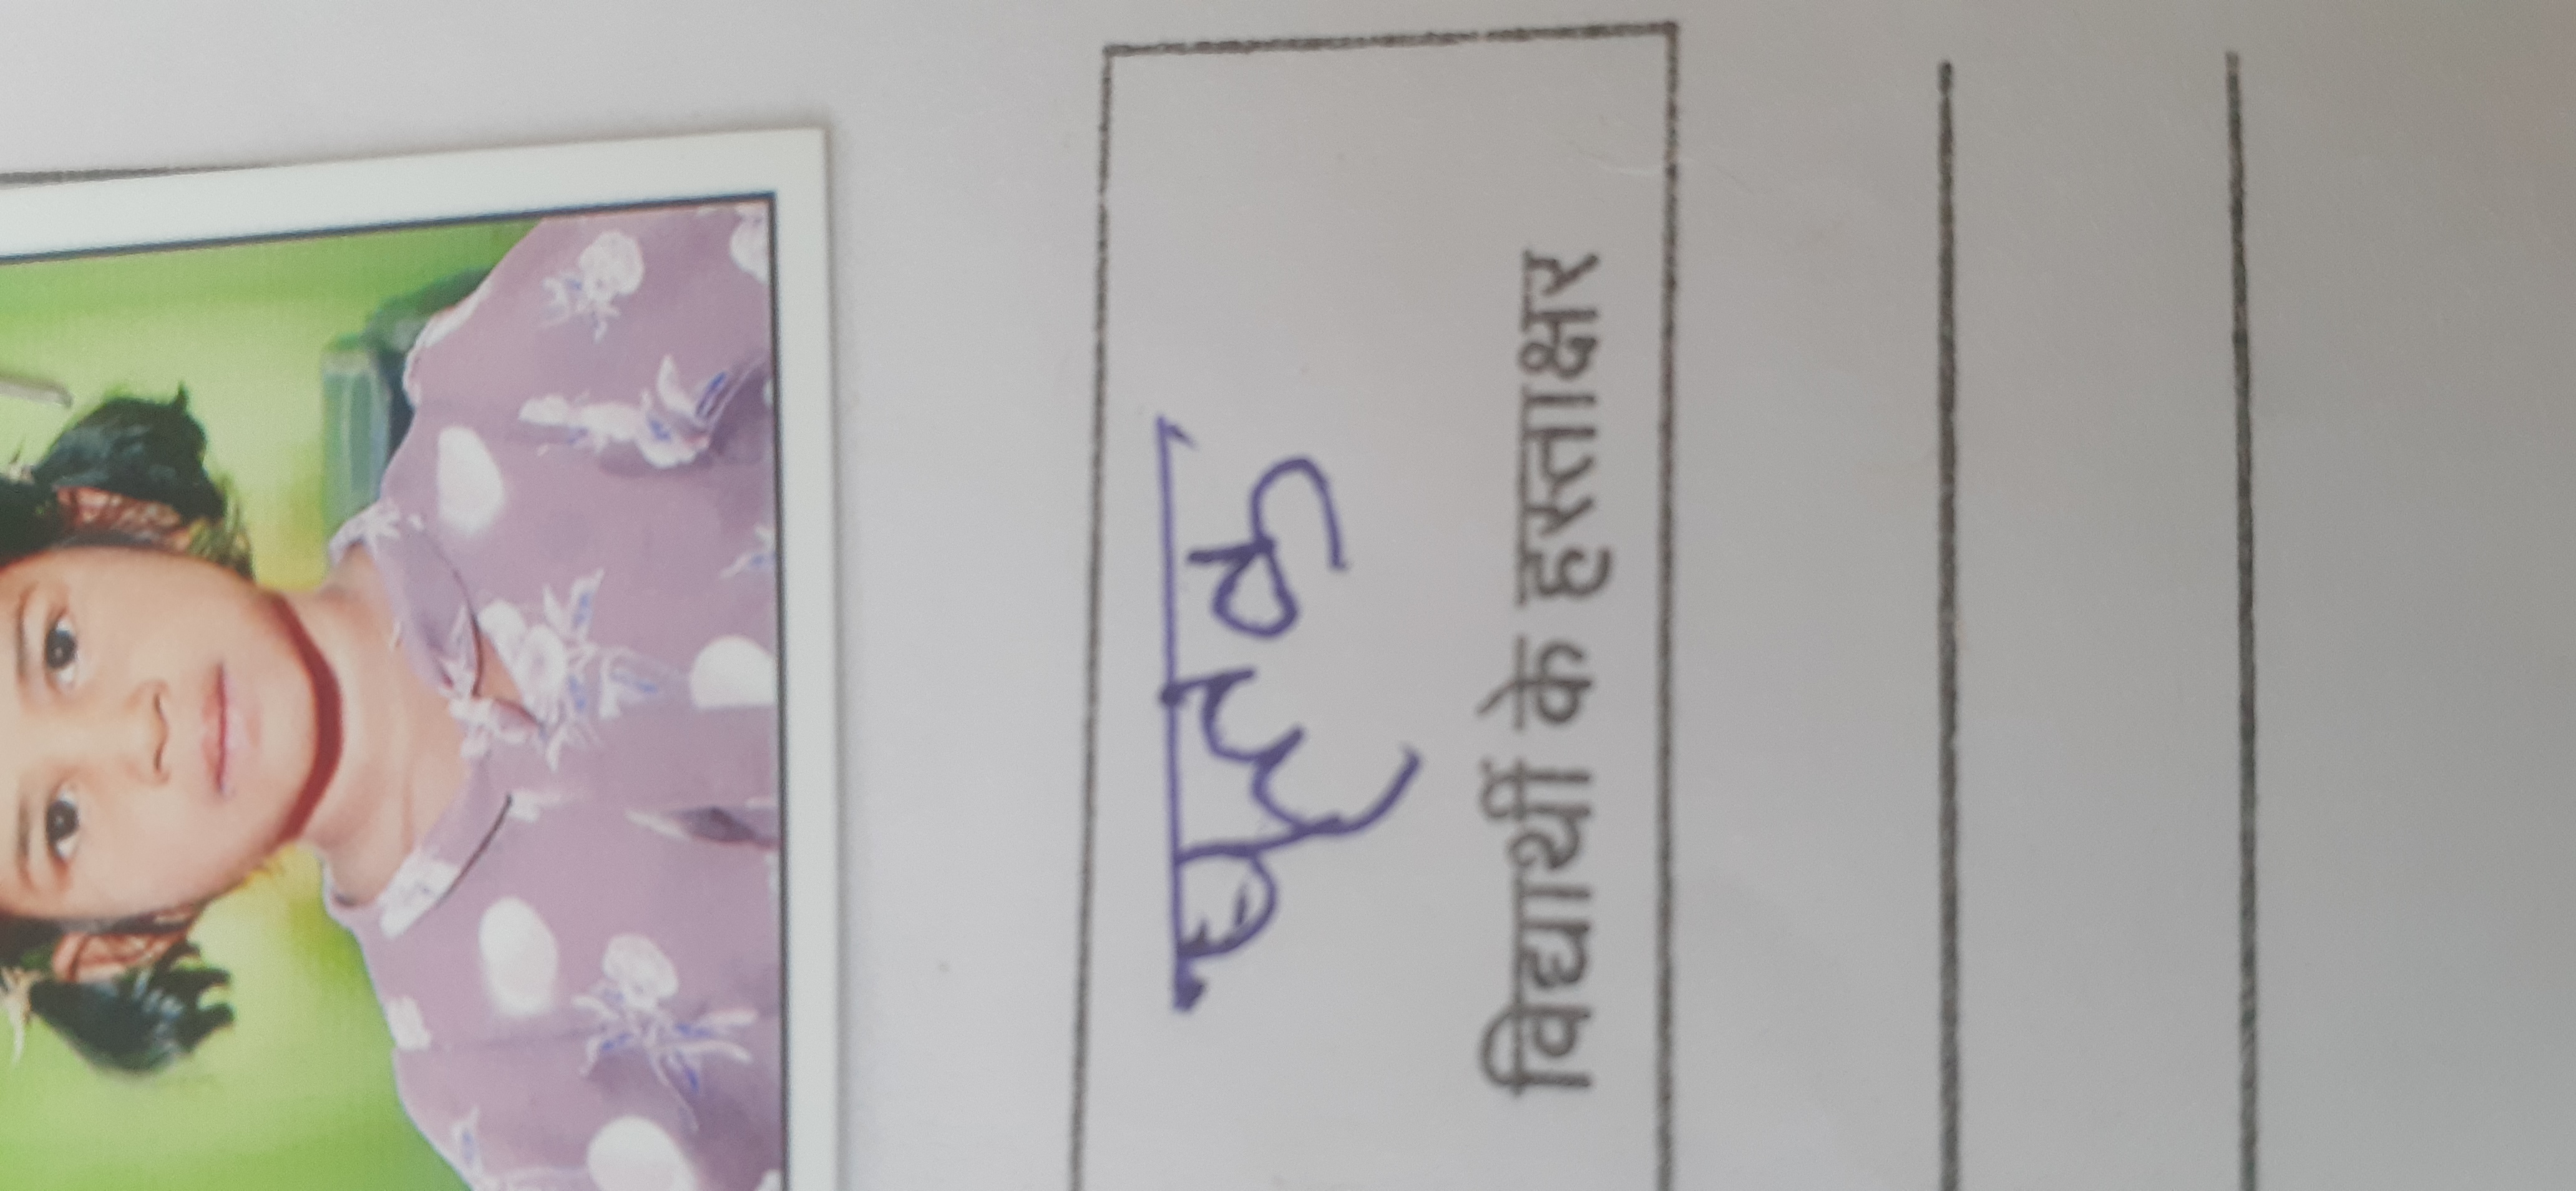 विद्यार्थी के हस्ताक्षर